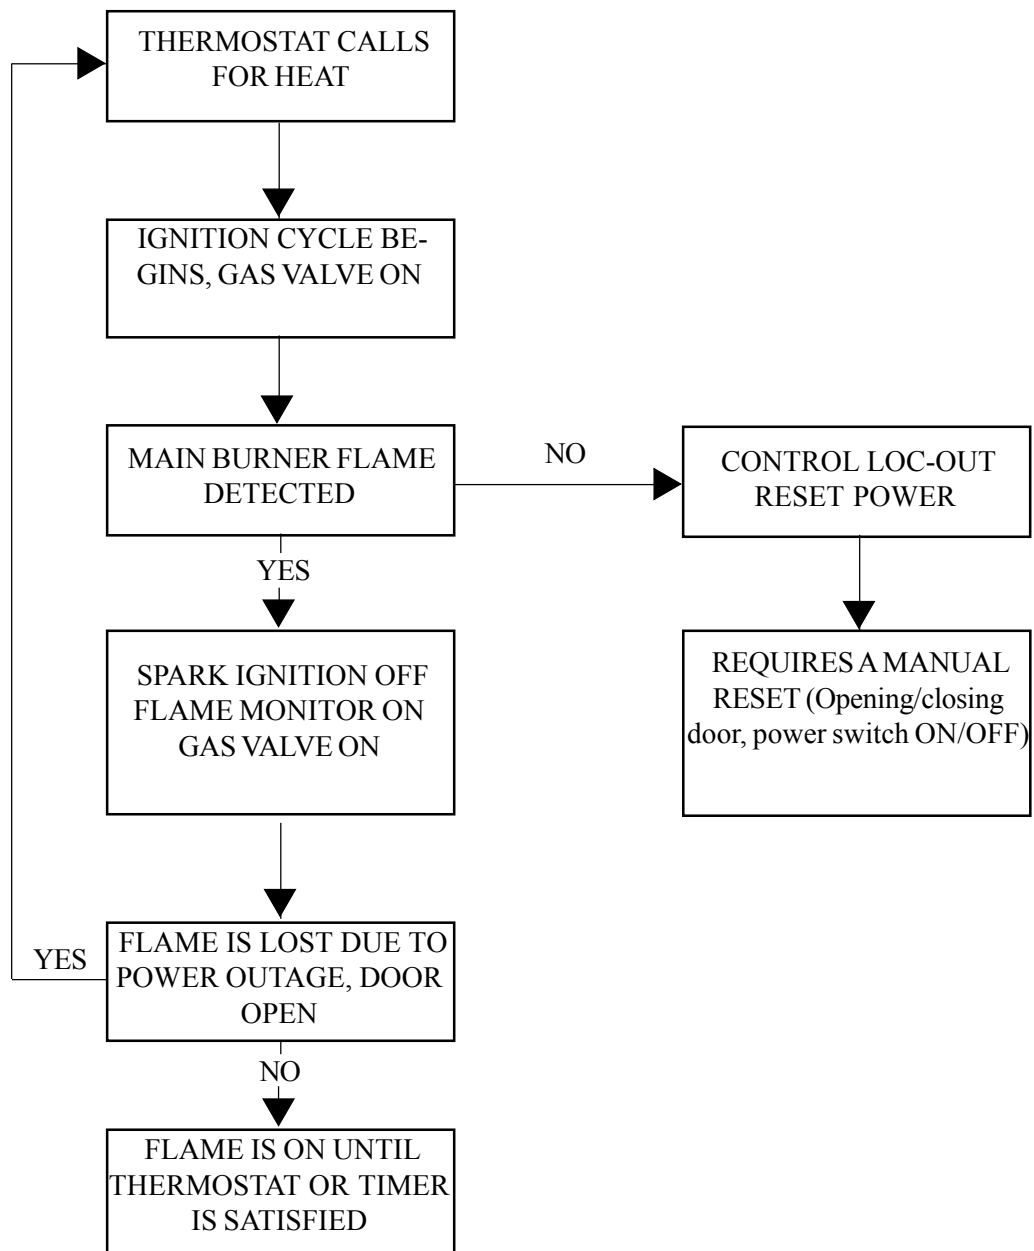 THERMOSTAT CALLS
FOR HEAT
IGNITION CYCLE BE-
GINS, GAS VALVE ON
MAIN BURNER FLAME
DETECTED
NO
CONTROL LOC-OUT
RESET POWER
YES
SPARK IGNITION OFF
FLAME MONITOR ON
GAS VALVE ON
REQUIRES A MANUAL
RESET (Opening/closing
door, power switch ON/OFF)
YES
FLAME IS LOST DUE TO
POWER OUTAGE, DOOR
OPEN
NO
FLAME IS ON UNTIL
THERMOSTAT OR TIMER
IS SATISFIED